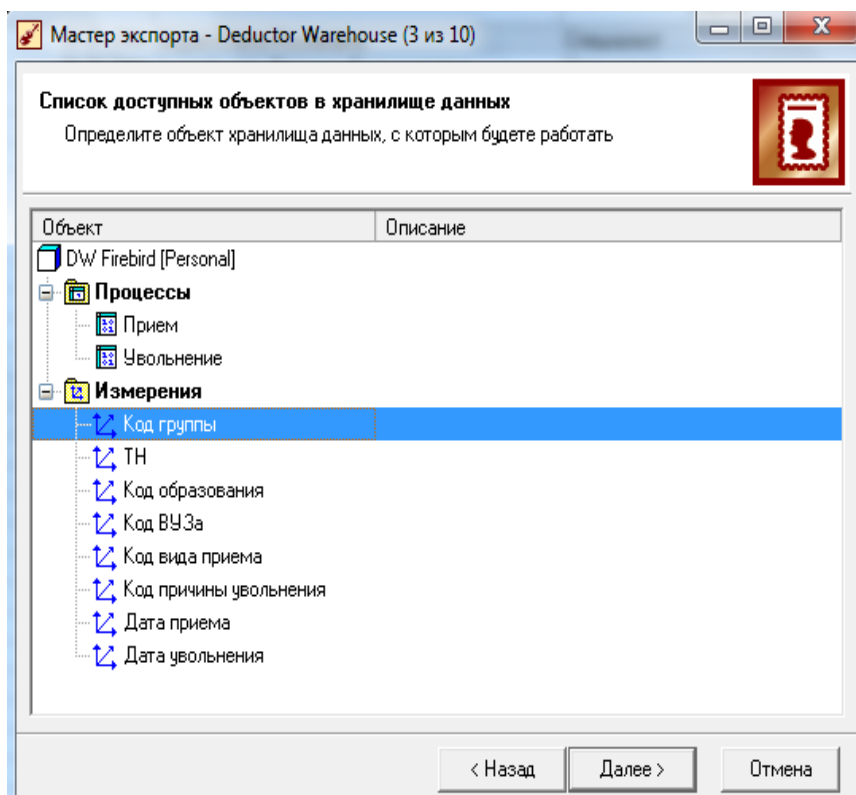 Мастер экспорта - Deductor Warehouse (3 из 10)
Список доступных объектов в хранилище данных
Определите объект хранилища данных, с которым будете работать
Объект Описание
DW Firebird [Personal]
Процессы
Прием
Увольнение
Измерения
Код группы
ТН
Код образования
Код ВУЗа
Код вида приема
Код причины увольнения
Дата приема
Дата увольнения
< Назад Далее > Отмена